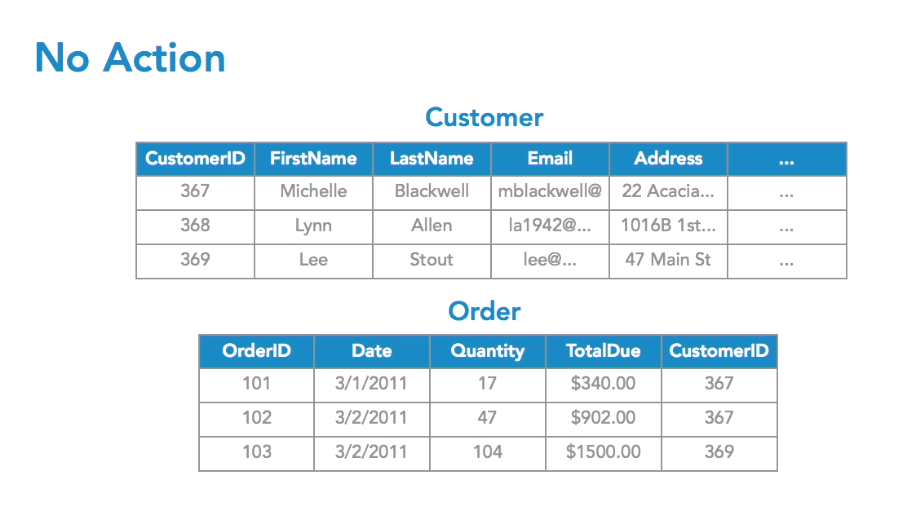 No Action
Customer
CustomerID FirstName LastName Email Address ...
367 Michelle Blackwell mblackwell@ 22 Acacia... ...
368 Lynn Allen la1942@... 1016B 1st... ...
369 Lee Stout lee@... 47 Main St ...
Order
OrderID Date Quantity TotalDue CustomerID
101 3/1/2011 17 $340.00 367
102 3/2/2011 47 $902.00 367
103 3/2/2011 104 $1500.00 369